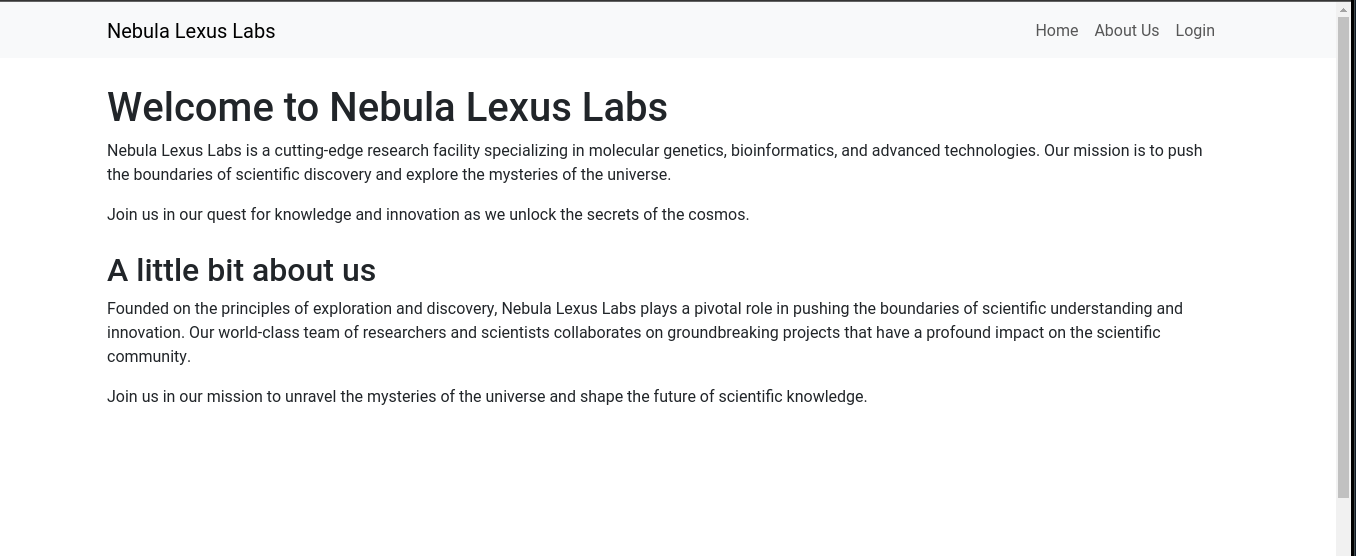 Nebula Lexus Labs
Home About Us Login
Welcome to Nebula Lexus Labs
Nebula Lexus Labs is a cutting-edge research facility specializing in molecular genetics, bioinformatics, and advanced technologies. Our mission is to push
the boundaries of scientific discovery and explore the mysteries of the universe.
Join us in our quest for knowledge and innovation as we unlock the secrets of the cosmos.
A little bit about us
Founded on the principles of exploration and discovery, Nebula Lexus Labs plays a pivotal role in pushing the boundaries of scientific understanding and
innovation. Our world-class team of researchers and scientists collaborates on groundbreaking projects that have a profound impact on the scientific
community.
Join us in our mission to unravel the mysteries of the universe and shape the future of scientific knowledge.